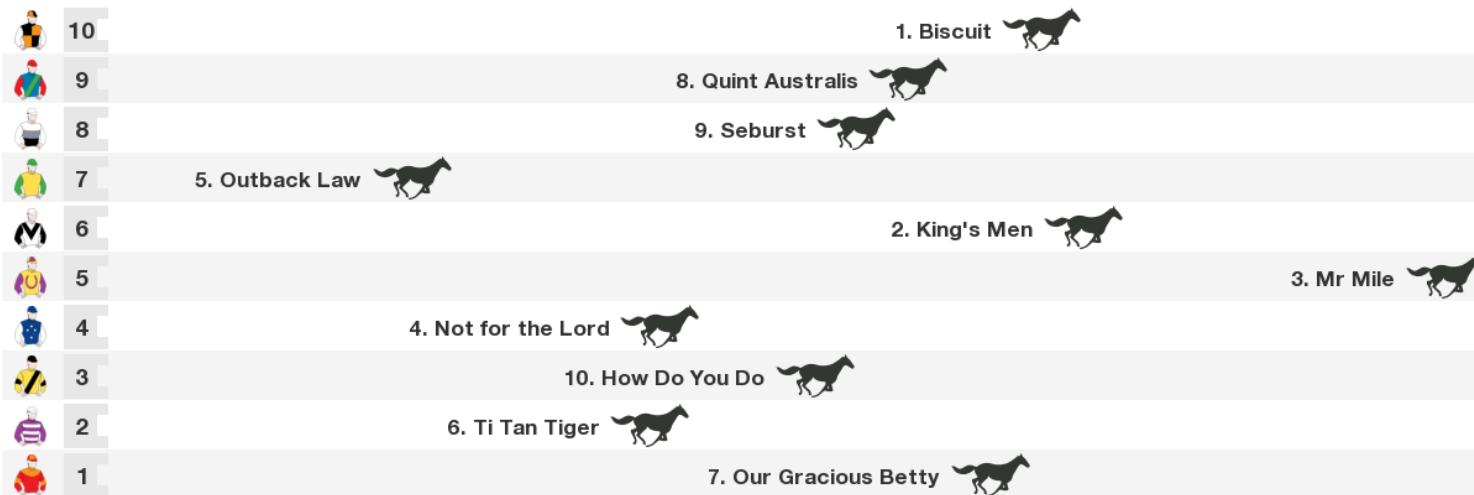 10 1. Biscuit
9 8. Quint Australis
8 9. Seburst
7 5. Outback Law
6 2. King's Men
5 3. Mr Mile
4 4. Not for the Lord
3 10. How Do You Do
2 6. Ti Tan Tiger
1 7. Our Gracious Betty